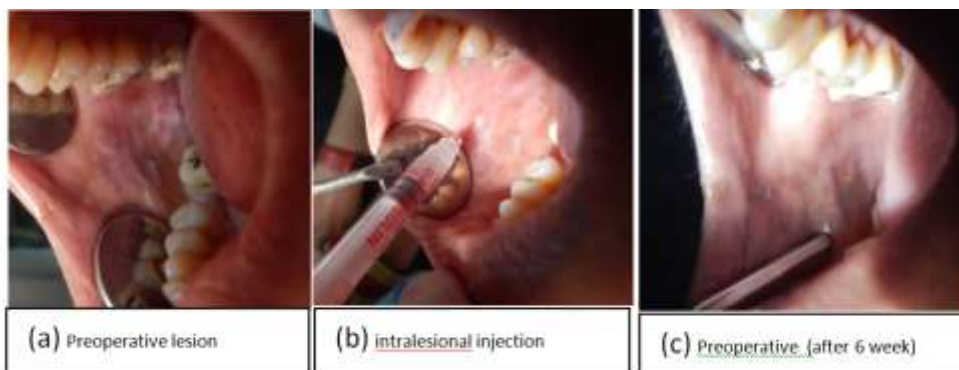 (a) Preoperative lesion
(b) intralesional injection
(c) Preoperative (after 6 week)